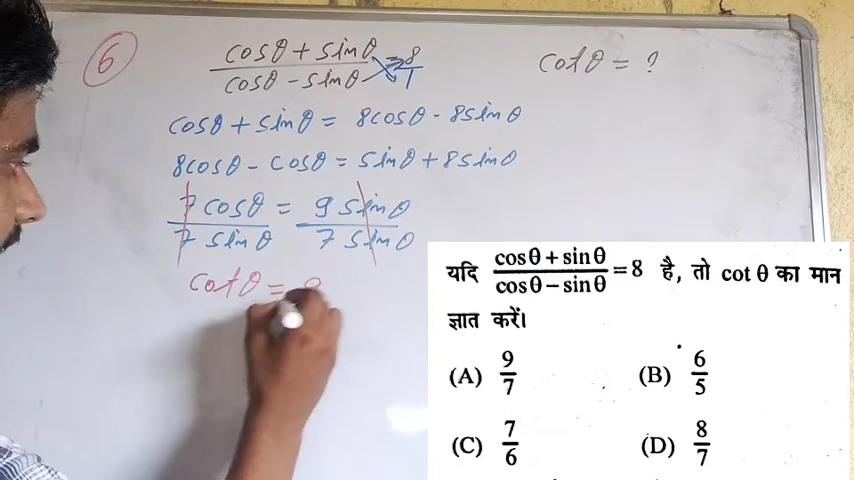 6
cosθ + sinθ / cosθ - sinθ = 8/1
cotθ = ?
cosθ + sinθ = 8cosθ - 8sinθ
8cosθ - cosθ = sinθ + 8sinθ
7cosθ / 7sinθ = 9sinθ / 7sinθ
cotθ =
यदि cosθ + sinθ / cosθ – sinθ = 8 है, तो cot θ का मान
ज्ञात करें।
(A) 9/7 (B) 6/5
(C) 7/6 (D) 8/7